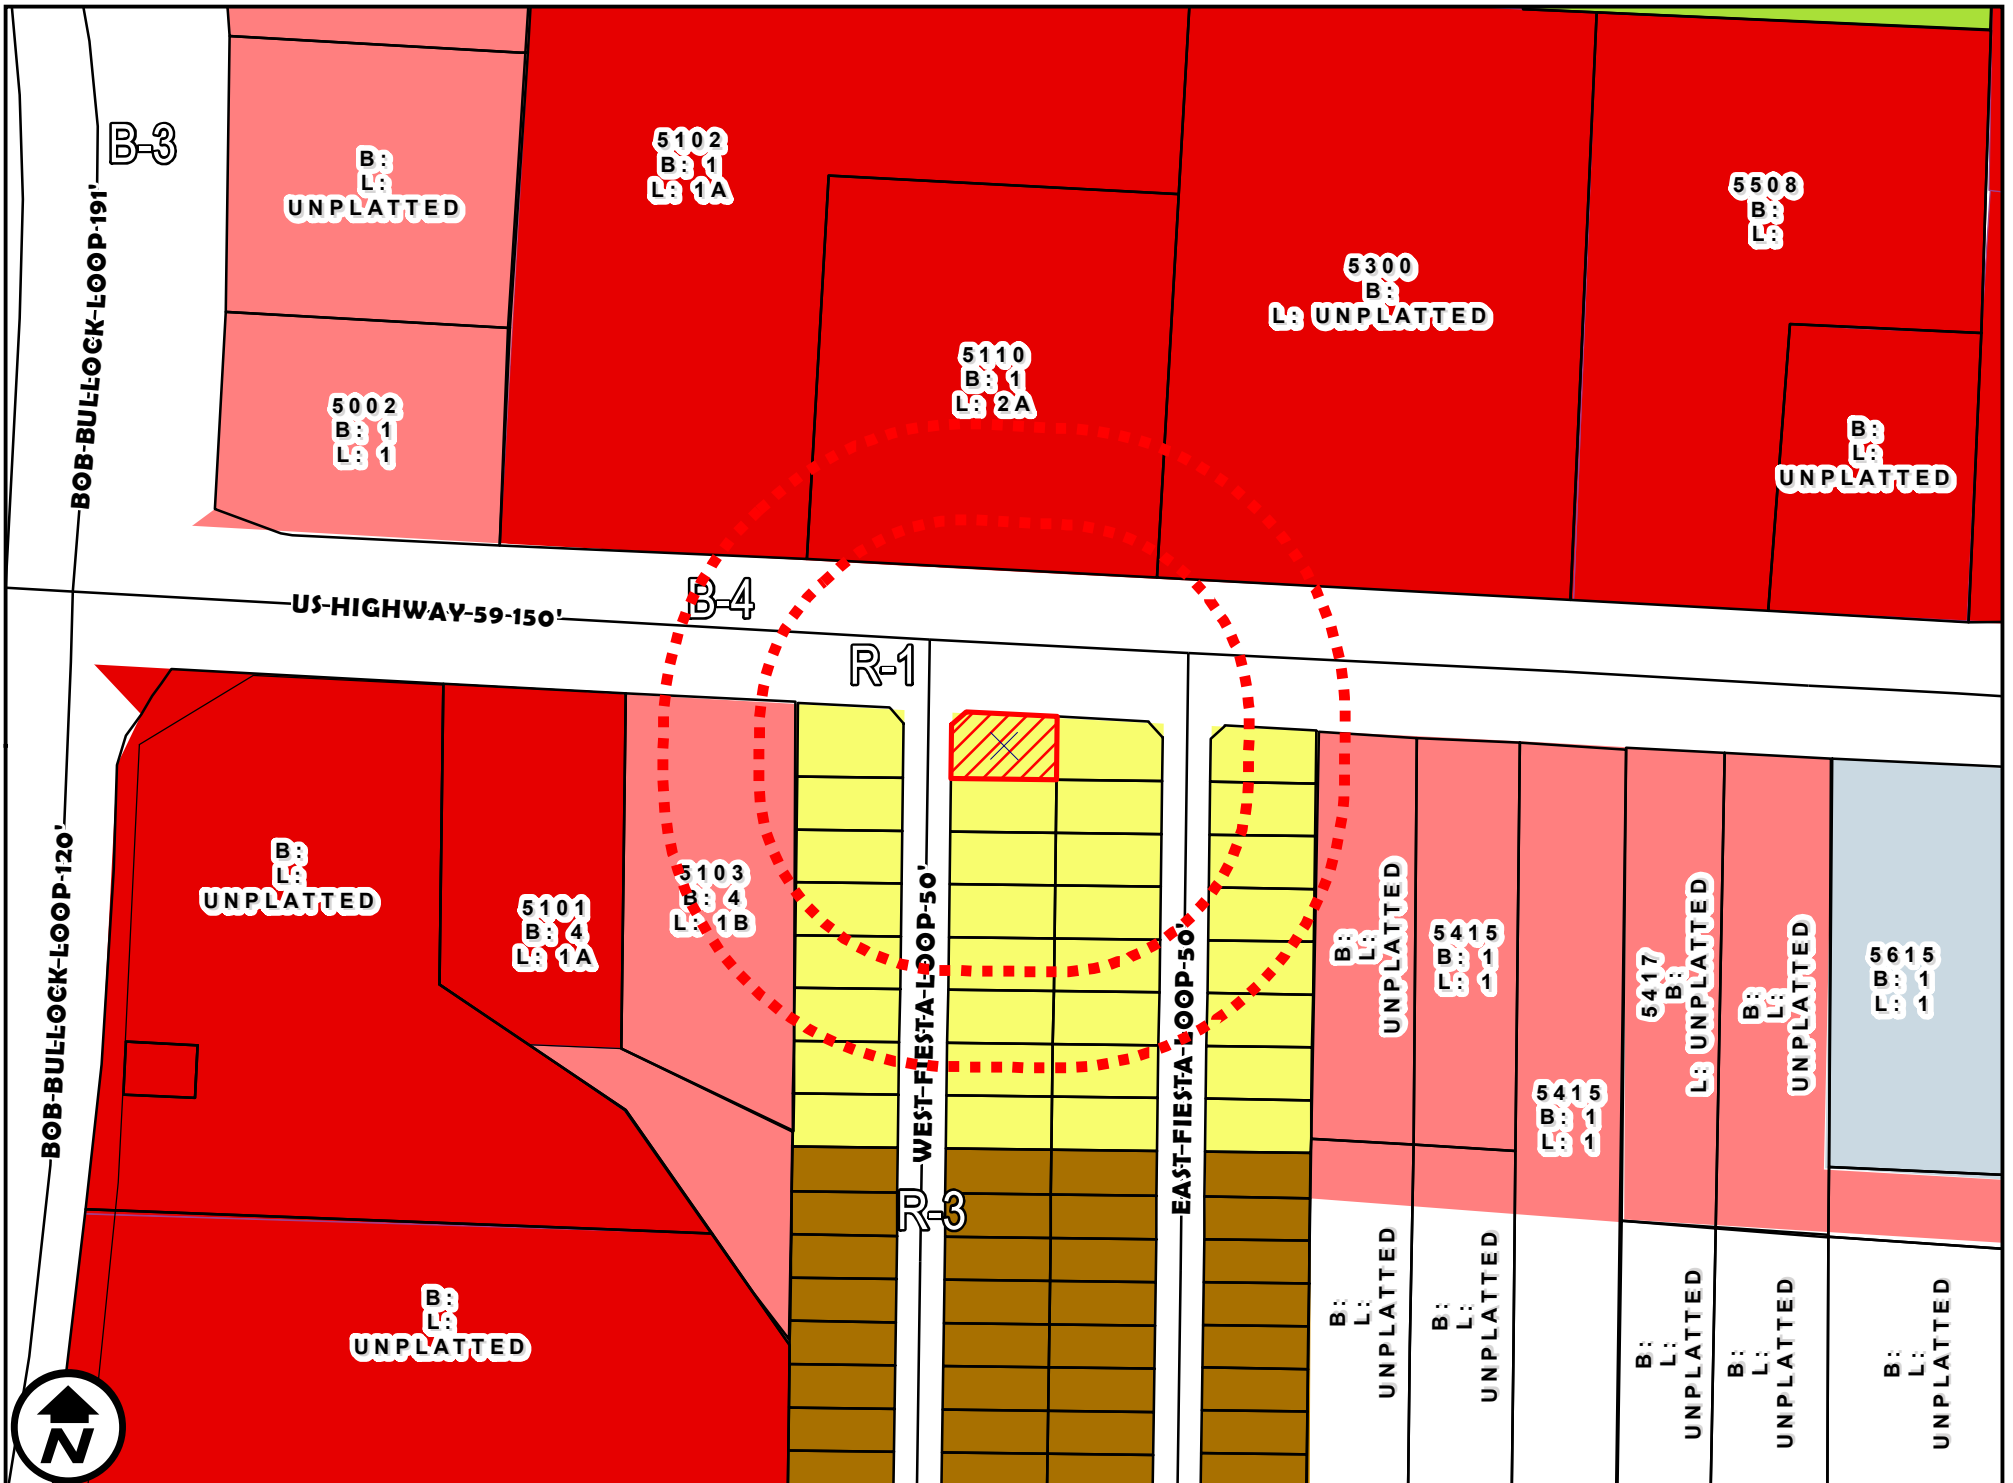 B-3
B:
L:
UNPLATTED
5102
B: 1
L: 1A
5508
B:
L:
5300
B:
L: UNPLATTED
BOB-BULLOCK-LOOP-191'
5110
B: 1
L: 2A
5002
B: 1
L: 1
B:
L:
UNPLATTED
US-HIGHWAY-59-150'
B-4
R-1
B:
L:
UNPLATTED
5101
B: 4
L: 1A
5103
B: 4
L: 1B
BOB-BULLOCK-LOOP-120'
WEST-FIESTA-LOOP-50'
EAST-FIESTA-LOOP-50'
B:
L:
UNPLATTED
5415
B: 1
L: 1
5415
B: 1
L: 1
5417
B:
L: UNPLATTED
B:
L:
UNPLATTED
5615
B: 1
L: 1
R-3
B:
L:
UNPLATTED
B:
L:
UNPLATTED
B:
L:
UNPLATTED
B:
L:
UNPLATTED
B:
L:
UNPLATTED
B:
L:
UNPLATTED
N